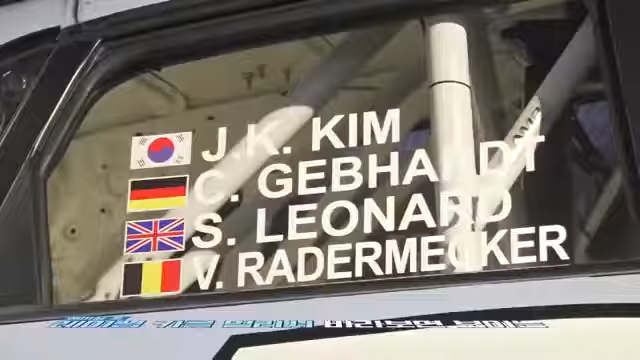 J.K. KIM
C. GEBHARDT
S. LEONARD
V. RADERMECKER